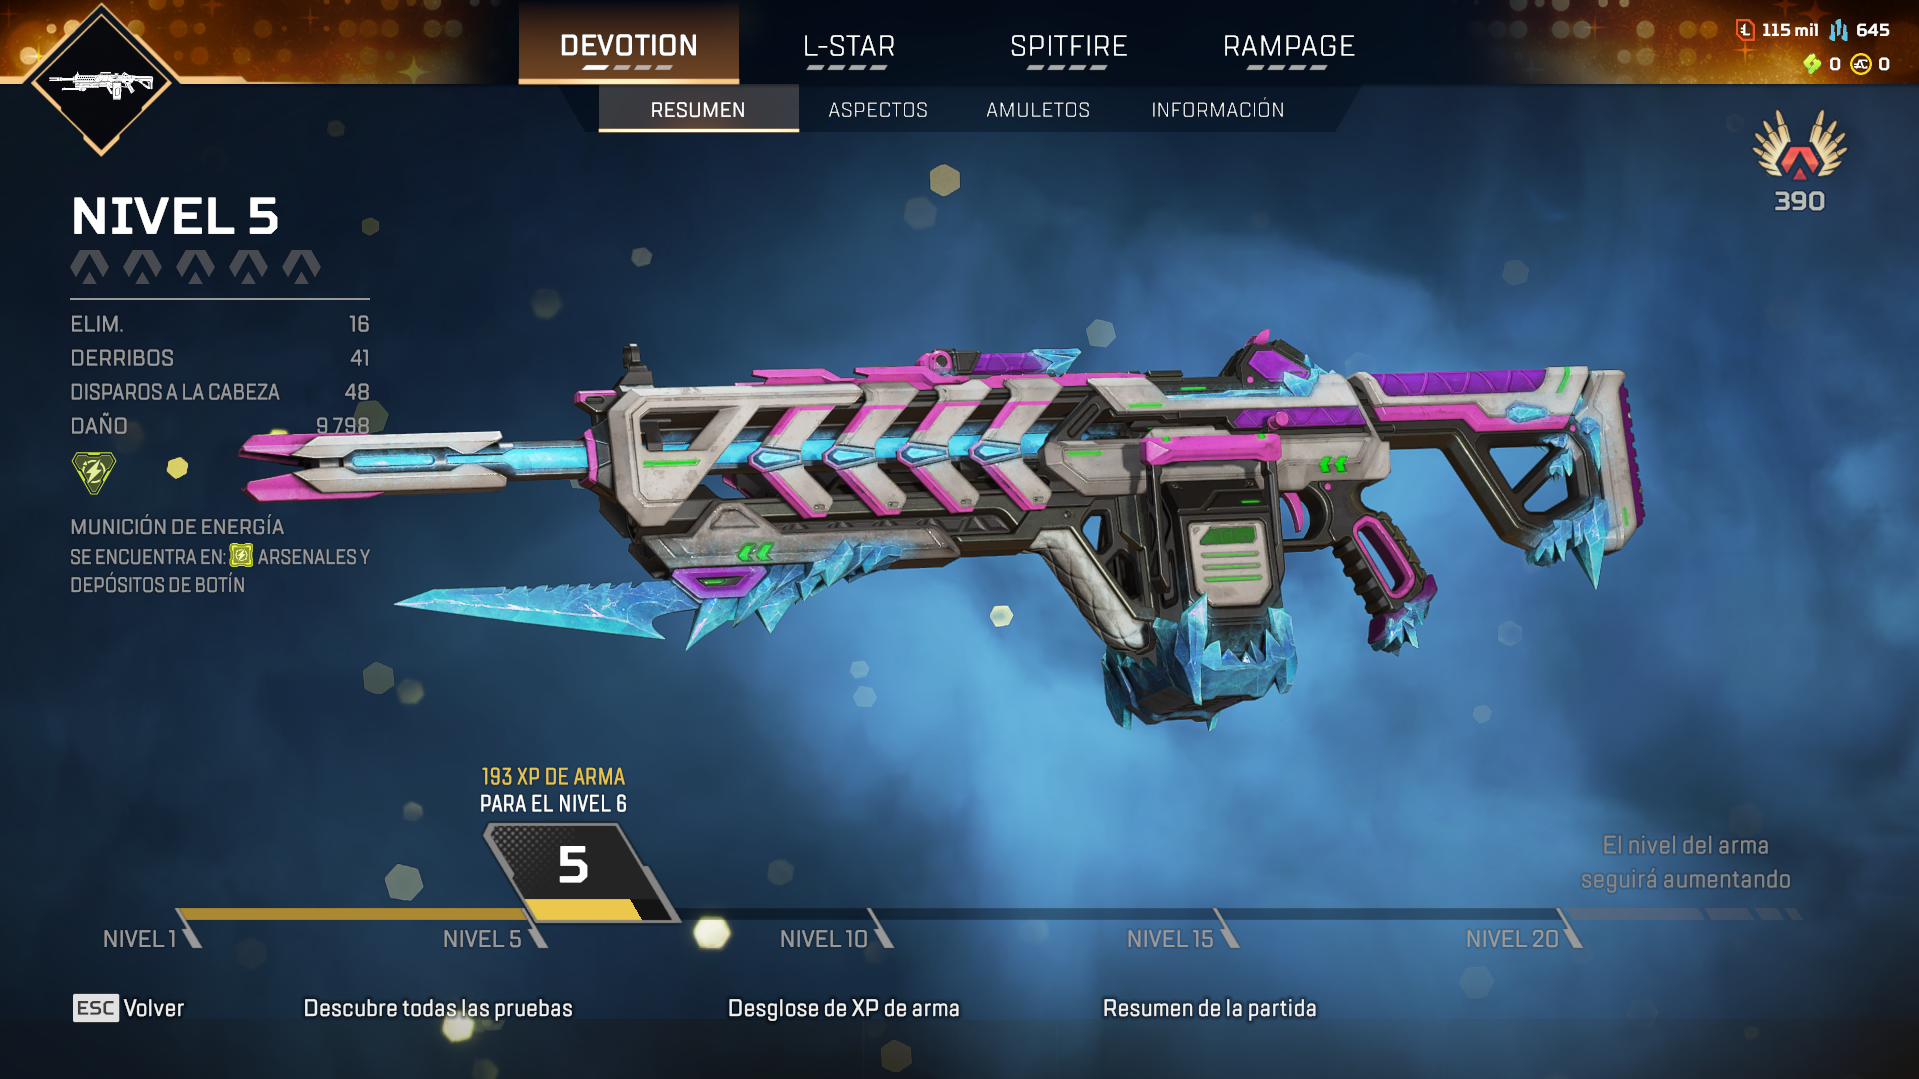 DEVOTION
L-STAR
SPITFIRE
RAMPAGE
115 mil 645
0 0
RESUMEN
ASPECTOS
AMULETOS
INFORMACIÓN
390
NIVEL 5
ELIM. 16
DERRIBOS 41
DISPAROS A LA CABEZA 48
DAÑO 9 798
MUNICIÓN DE ENERGÍA
SE ENCUENTRA EN: ARSENALES Y
DEPÓSITOS DE BOTÍN
193 XP DE ARMA
PARA EL NIVEL 6
5
El nivel del arma
seguirá aumentando
NIVEL 1
NIVEL 5
NIVEL 10
NIVEL 15
NIVEL 20
ESC Volver
Descubre todas las pruebas
Desglose de XP de arma
Resumen de la partida